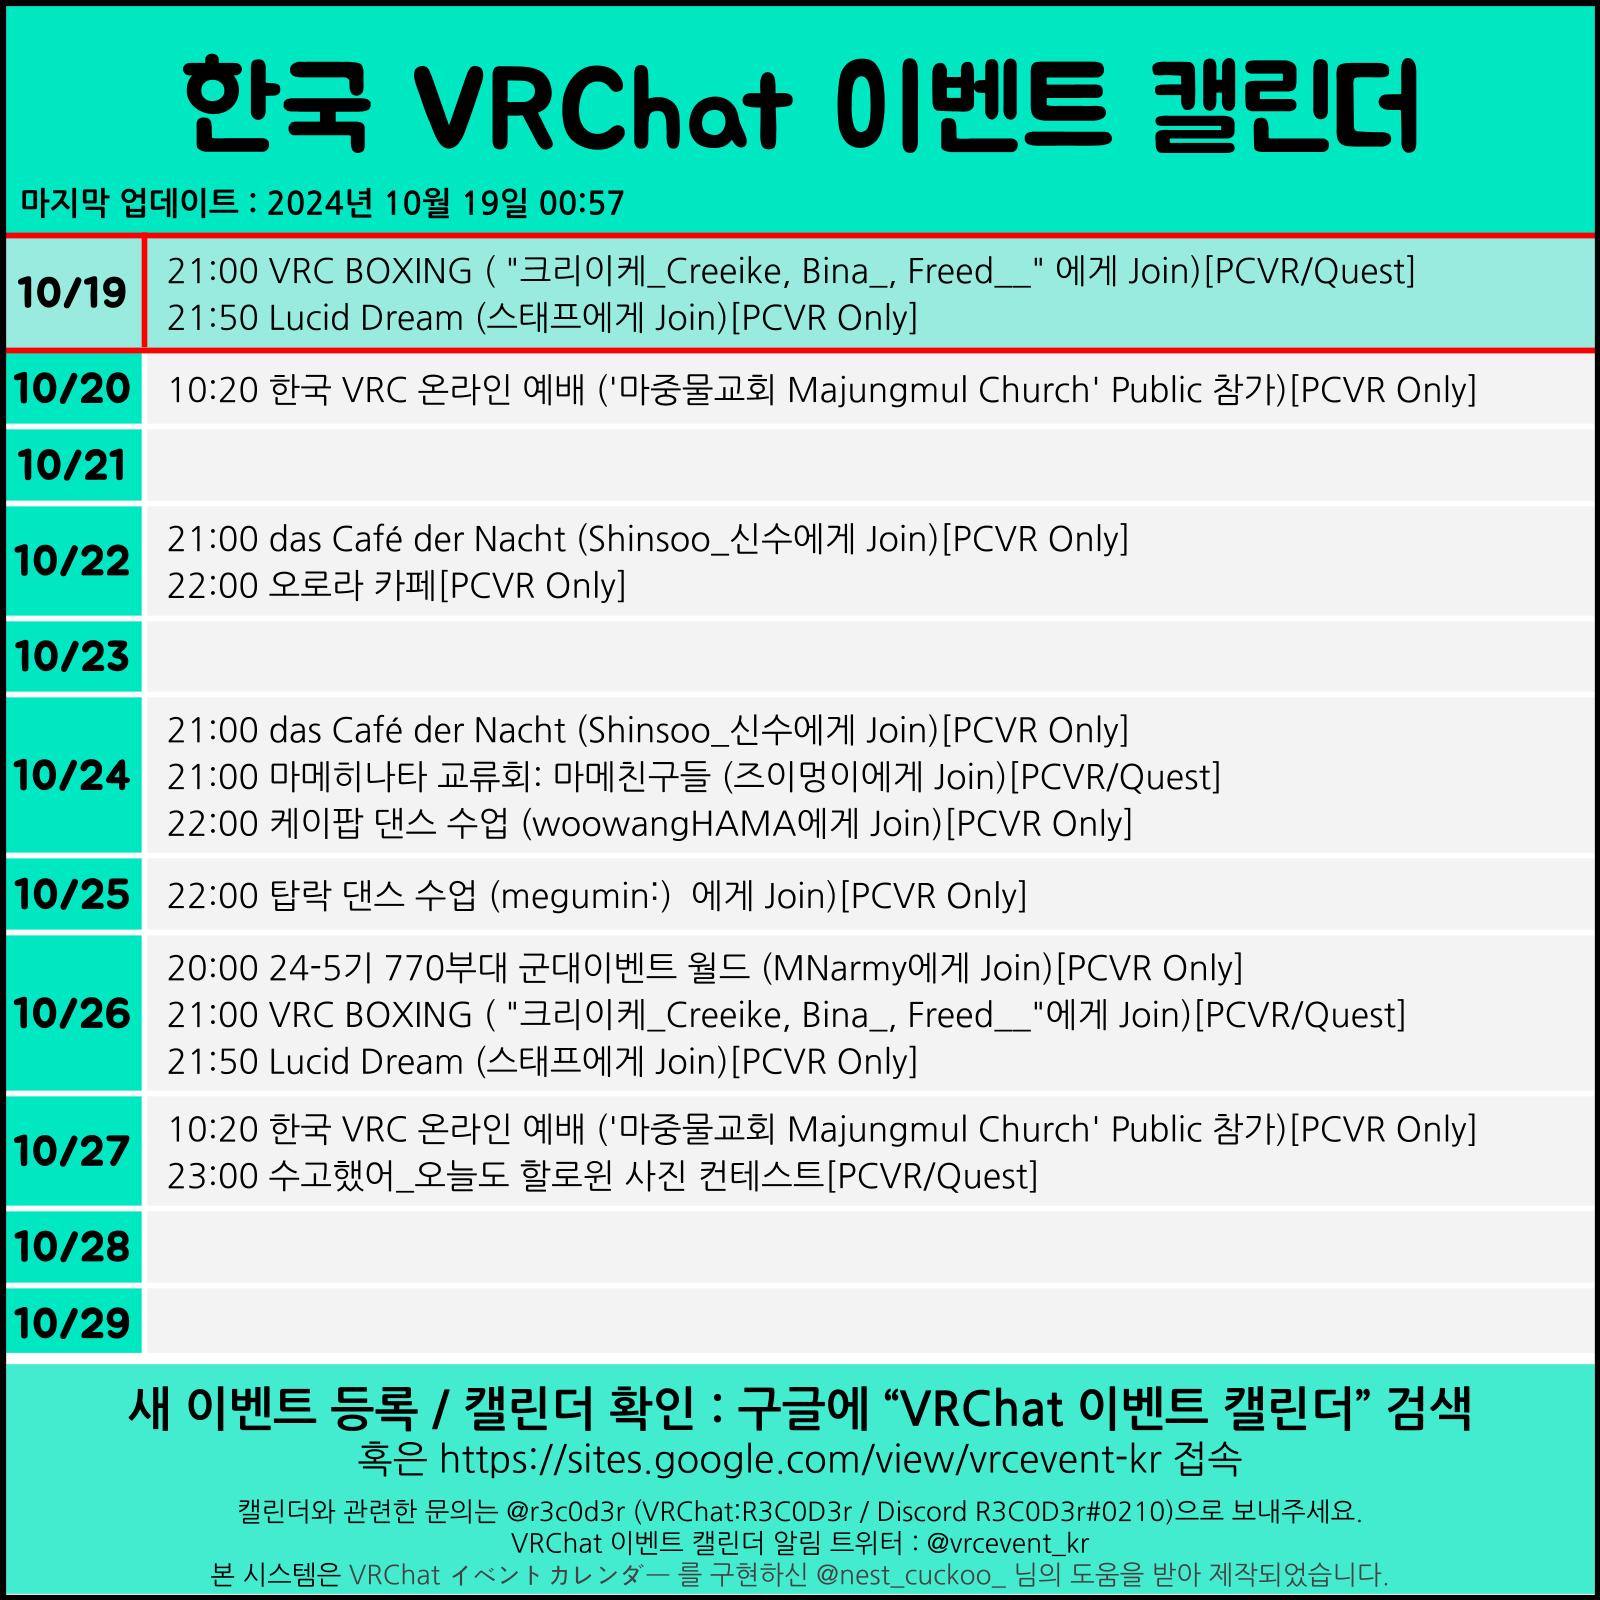 한국 VRChat 이벤트 캘린더
마지막 업데이트 : 2024년 10월 19일 00:57
10/19
21:00 VRC BOXING ( "크리이케_Creeike, Bina_, Freed__" 에게 Join)[PCVR/Quest]
21:50 Lucid Dream (스태프에게 Join)[PCVR Only]
10/20
10:20 한국 VRC 온라인 예배 ('마중물교회 Majungmul Church' Public 참가)[PCVR Only]
10/21
10/22
21:00 das Café der Nacht (Shinsoo_신수에게 Join)[PCVR Only]
22:00 오로라 카페[PCVR Only]
10/23
10/24
21:00 das Café der Nacht (Shinsoo_신수에게 Join)[PCVR Only]
21:00 마메히나타 교류회: 마메친구들 (즈이멍이에게 Join)[PCVR/Quest]
22:00 케이팝 댄스 수업 (woowangHAMA에게 Join)[PCVR Only]
10/25
22:00 탑락 댄스 수업 (megumin:)  에게 Join)[PCVR Only]
10/26
20:00 24-5기 770부대 군대이벤트 월드 (MNarmy에게 Join)[PCVR Only]
21:00 VRC BOXING ( "크리이케_Creeike, Bina_, Freed__"에게 Join)[PCVR/Quest]
21:50 Lucid Dream (스태프에게 Join)[PCVR Only]
10/27
10:20 한국 VRC 온라인 예배 ('마중물교회 Majungmul Church' Public 참가)[PCVR Only]
23:00 수고했어_오늘도 할로윈 사진 컨테스트[PCVR/Quest]
10/28
10/29
새 이벤트 등록 / 캘린더 확인 : 구글에 “VRChat 이벤트 캘린더” 검색
혹은 https://sites.google.com/view/vrcevent-kr 접속
캘린더와 관련한 문의는 @r3c0d3r (VRChat:R3C0D3r / Discord R3C0D3r#0210)으로 보내주세요.
VRChat 이벤트 캘린더 알림 트위터 : @vrcevent_kr
본 시스템은 VRChat イベントカレンダー 를 구현하신 @nest_cuckoo_ 님의 도움을 받아 제작되었습니다.